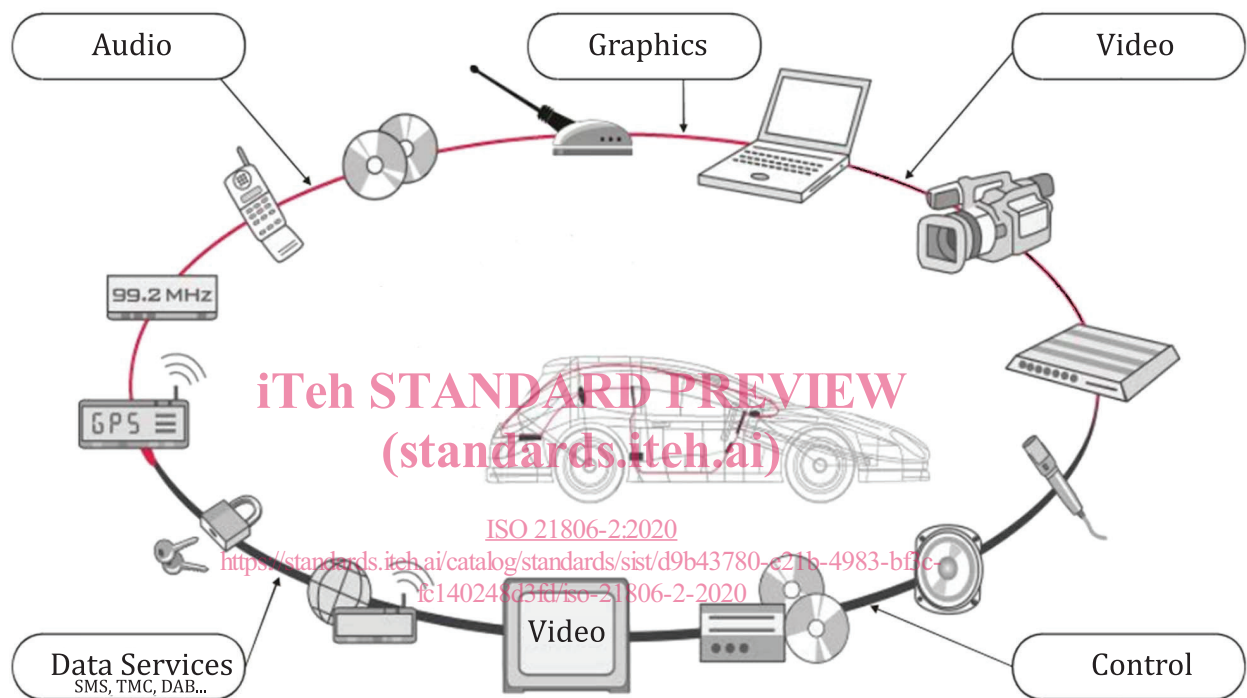 Audio
Graphics
Video
99.2 MHz
GPS
iTeh STANDARD PREVIEW
(standards.iteh.ai)
ISO 21806-2:2020
https://standards.iteh.ai/catalog/standards/sist/d9b43780-e21b-4983-bf3c-
fc140248d3fd/iso-21806-2-2020
Video
Data Services
SMS, TMC, DAB...
Control